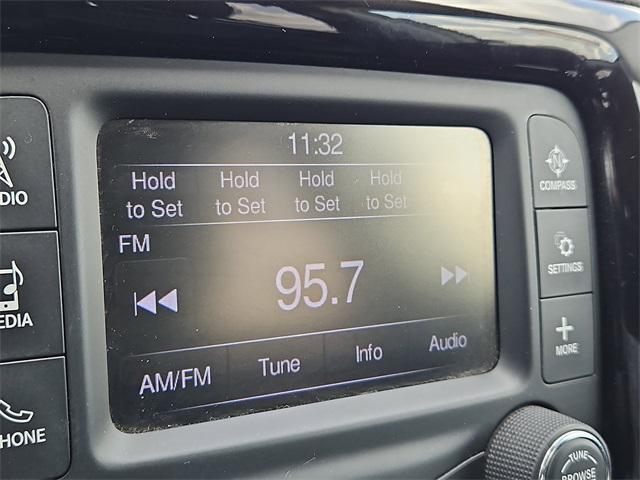 11:32
Hold to Set
Hold to Set
Hold to Set
Hold to Set
FM
95.7
AM/FM
Tune
Info
Audio
DIO
EDIA
PHONE
COMPASS
SETTINGS
MORE
TUNE
BROWSE